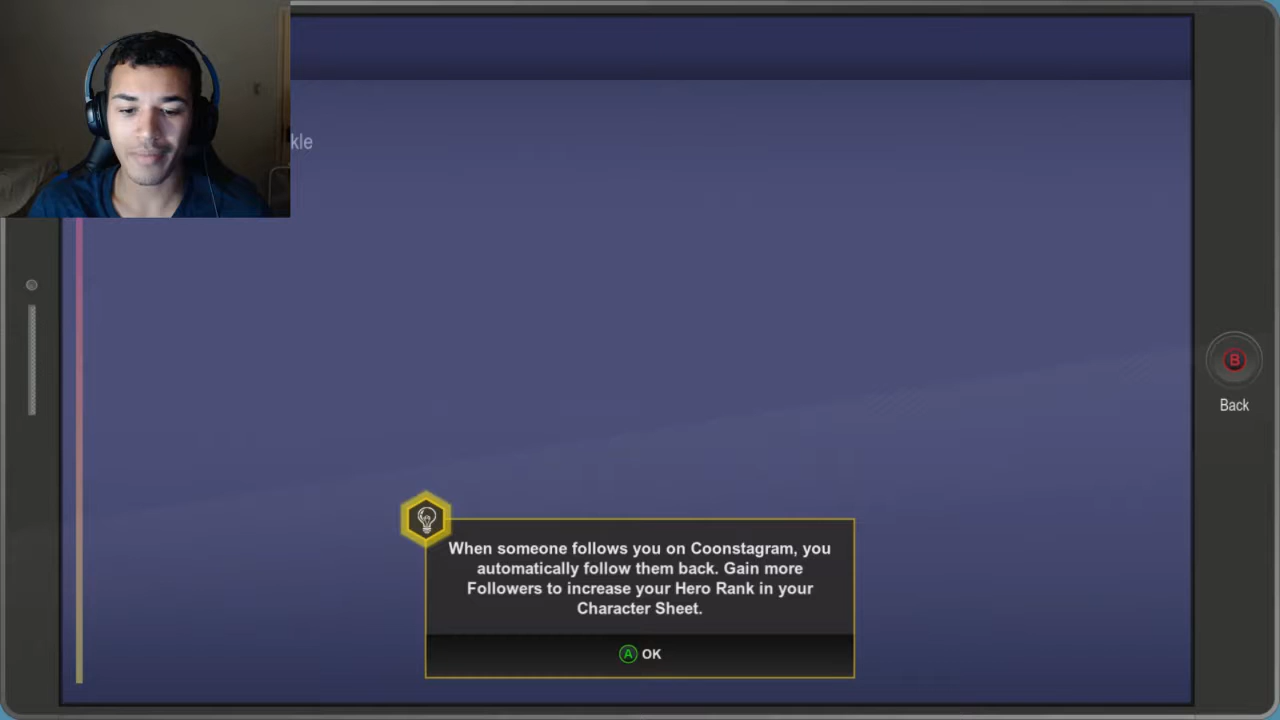 kle
B
Back
When someone follows you on Coonstagram, you
automatically follow them back. Gain more
Followers to increase your Hero Rank in your
Character Sheet.
A OK